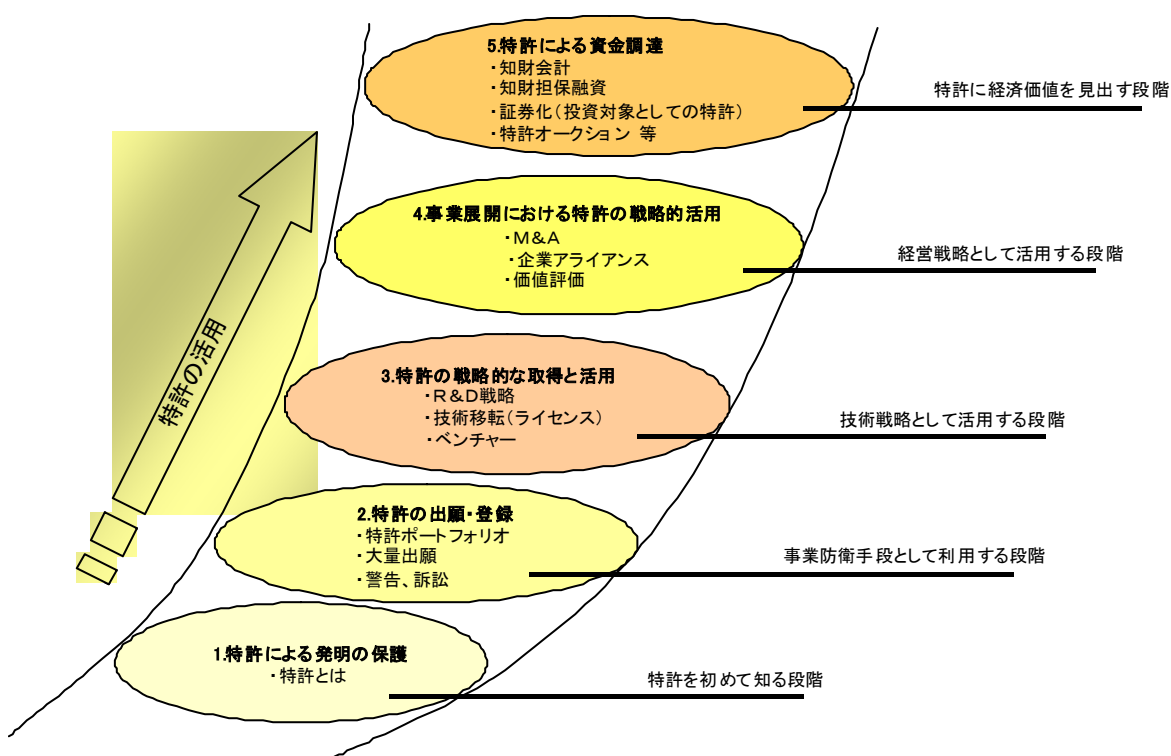 5.特許による資金調達
・知財会計
・知財担保融資
・証券化(投資対象としての特許)
・特許オークション 等
特許に経済価値を見出す段階
4.事業展開における特許の戦略的活用
・M&A
・企業アライアンス
・価値評価
経営戦略として活用する段階
特許の活用
3.特許の戦略的な取得と活用
・R&D戦略
・技術移転(ライセンス)
・ベンチャー
技術戦略として活用する段階
2.特許の出願・登録
・特許ポートフォリオ
・大量出願
・警告、訴訟
事業防衛手段として利用する段階
1.特許による発明の保護
・特許とは
特許を初めて知る段階